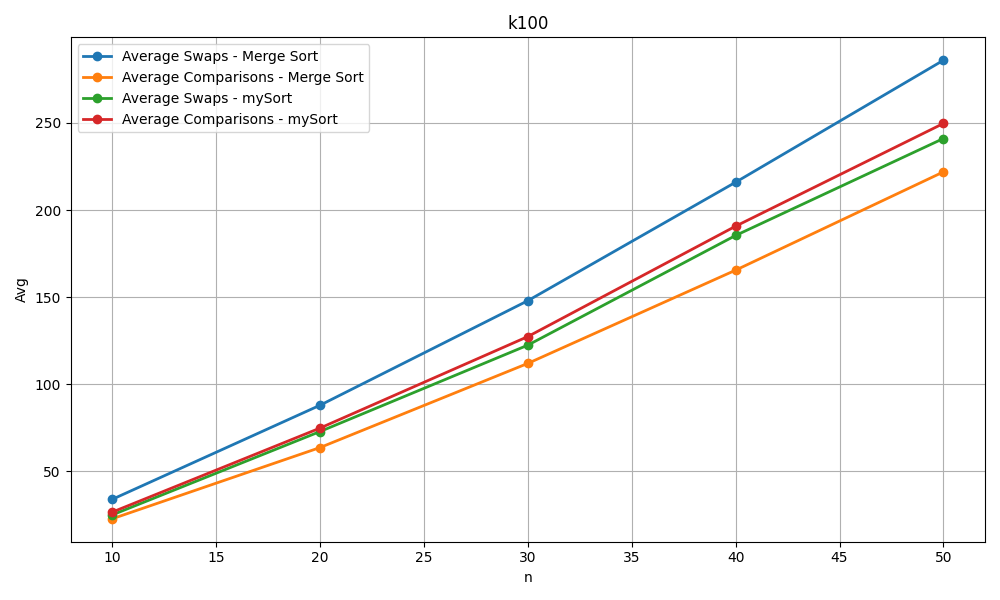 k100
Average Swaps - Merge Sort
Average Comparisons - Merge Sort
Average Swaps - mySort
Average Comparisons - mySort
Avg
250
200
150
100
50
10 15 20 25 30 35 40 45 50
n